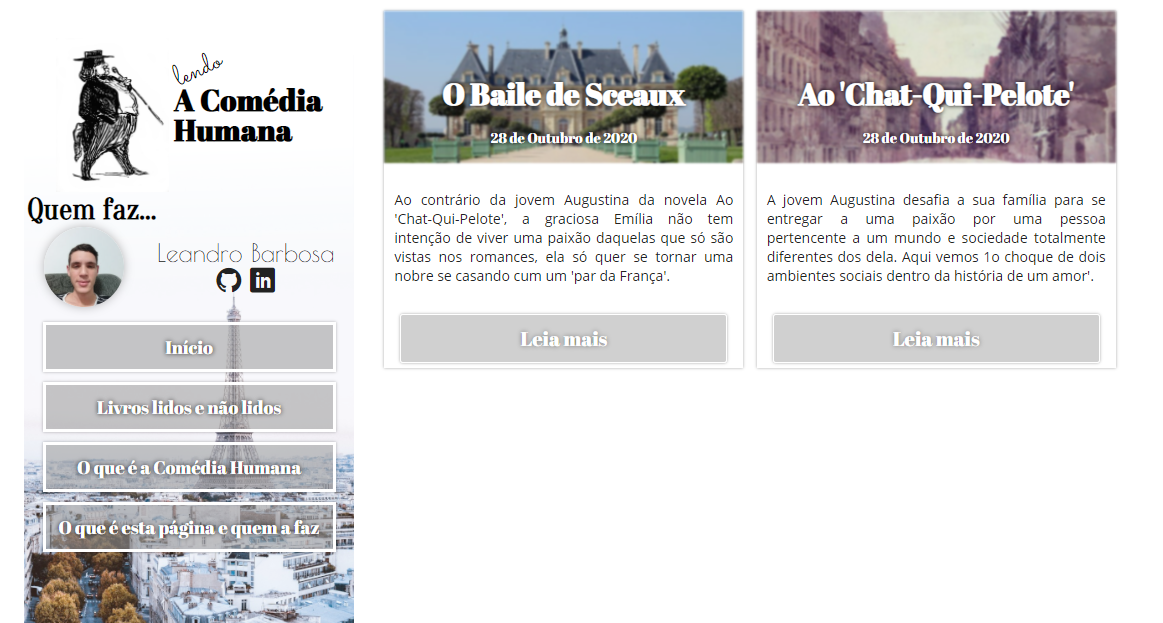 lendo
A Comédia
Humana
Quem faz...
Leandro Barbosa
in
Início
Livros lidos e não lidos
O que é a Comédia Humana
O que é esta página e quem a faz
O Baile de Sceaux
28 de Outubro de 2020
Ao contrário da jovem Augustina da novela Ao
'Chat-Qui-Pelote', a graciosa Emília não tem
intenção de viver uma paixão daquelas que só são
vistas nos romances, ela só quer se tornar uma
nobre se casando cum um 'par da França'.
Leia mais
Ao 'Chat-Qui-Pelote'
28 de Outubro de 2020
A jovem Augustina desafia a sua família para se
entregar a uma paixão por uma pessoa
pertencente a um mundo e sociedade totalmente
diferentes dos dela. Aqui vemos 1o choque de dois
ambientes sociais dentro da história de um amor'.
Leia mais